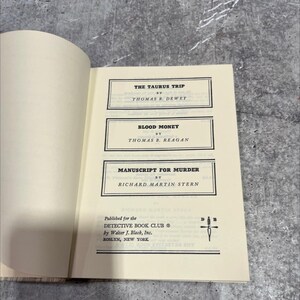 THE TAURUS TRIP
BY
THOMAS B. DEWEY
BLOOD MONEY
BY
THOMAS B. REAGAN
MANUSCRIPT FOR MURDER
BY
RICHARD MARTIN STERN
Published for the
DETECTIVE BOOK CLUB ®
by Walter J. Black, Inc.
ROSLYN, NEW YORK